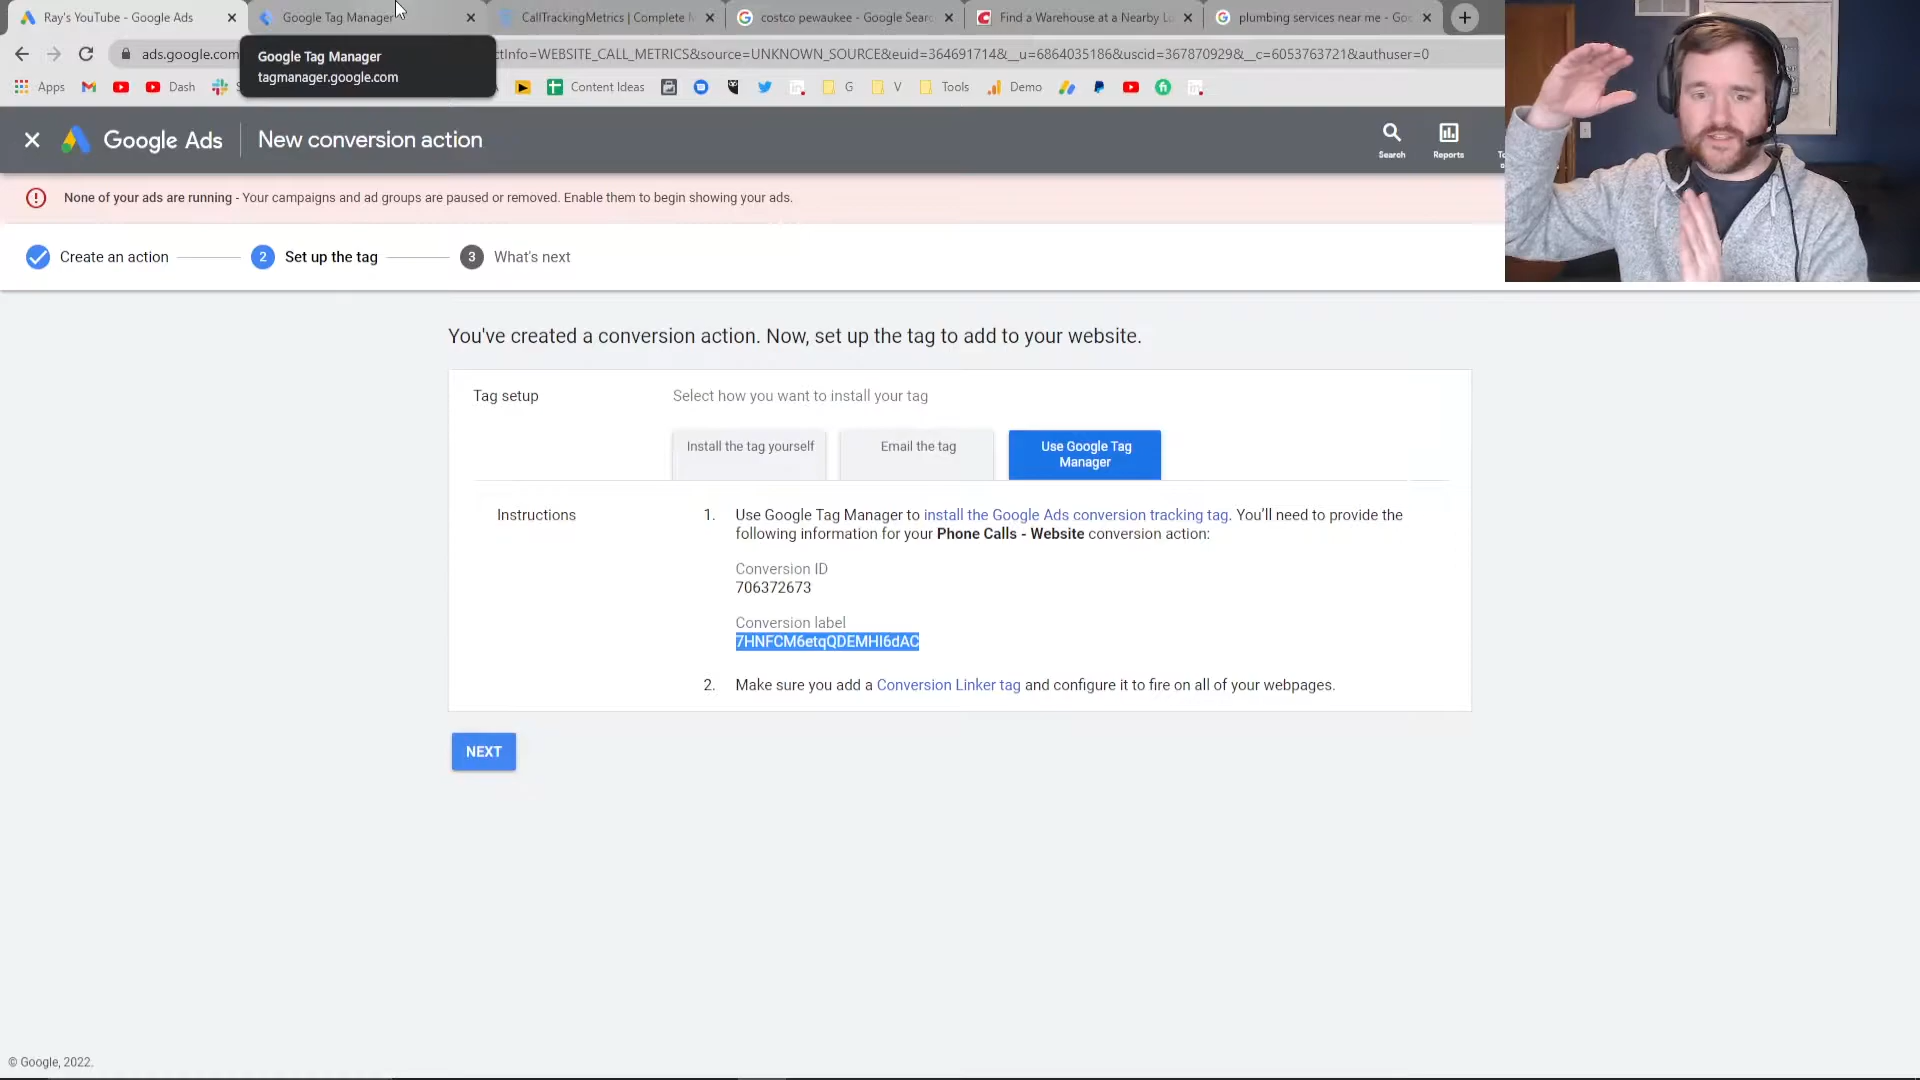 Ray's YouTube - Google Ads
Google Tag Manager
CallTrackingMetrics | Complete
costco pewaukee - Google Sear
Find a Warehouse at a Nearby
plumbing services near me - Go
ads.google.com
ctInfo=WEBSITE_CALL_METRICS&source=UNKNOWN_SOURCE&euid=364691714&__u=6864035186&uscid=367870929&__c=6053763721&authuser=0
Google Tag Manager
tagmanager.google.com
Apps
Dash
Content Ideas
G
V
Tools
Demo
Google Ads
New conversion action
Search
Reports
None of your ads are running - Your campaigns and ad groups are paused or removed. Enable them to begin showing your ads.
Create an action
2 Set up the tag
3 What's next
You've created a conversion action. Now, set up the tag to add to your website.
Tag setup
Select how you want to install your tag
Install the tag yourself
Email the tag
Use Google Tag
Manager
Instructions
1. Use Google Tag Manager to install the Google Ads conversion tracking tag. You'll need to provide the
following information for your Phone Calls - Website conversion action:
Conversion ID
706372673
Conversion label
7HNFCM6etqQDEMHI6dAC
2. Make sure you add a Conversion Linker tag and configure it to fire on all of your webpages.
NEXT
© Google, 2022.